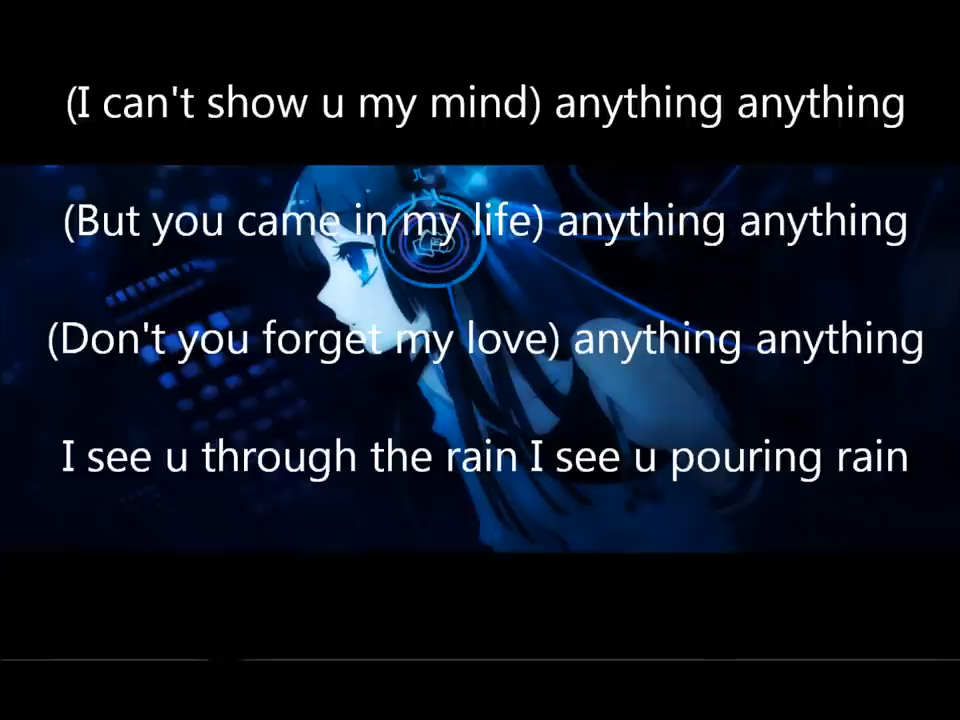 (I can't show u my mind) anything anything
(But you came in my life) anything anything
(Don't you forget my love) anything anything
I see u through the rain I see u pouring rain